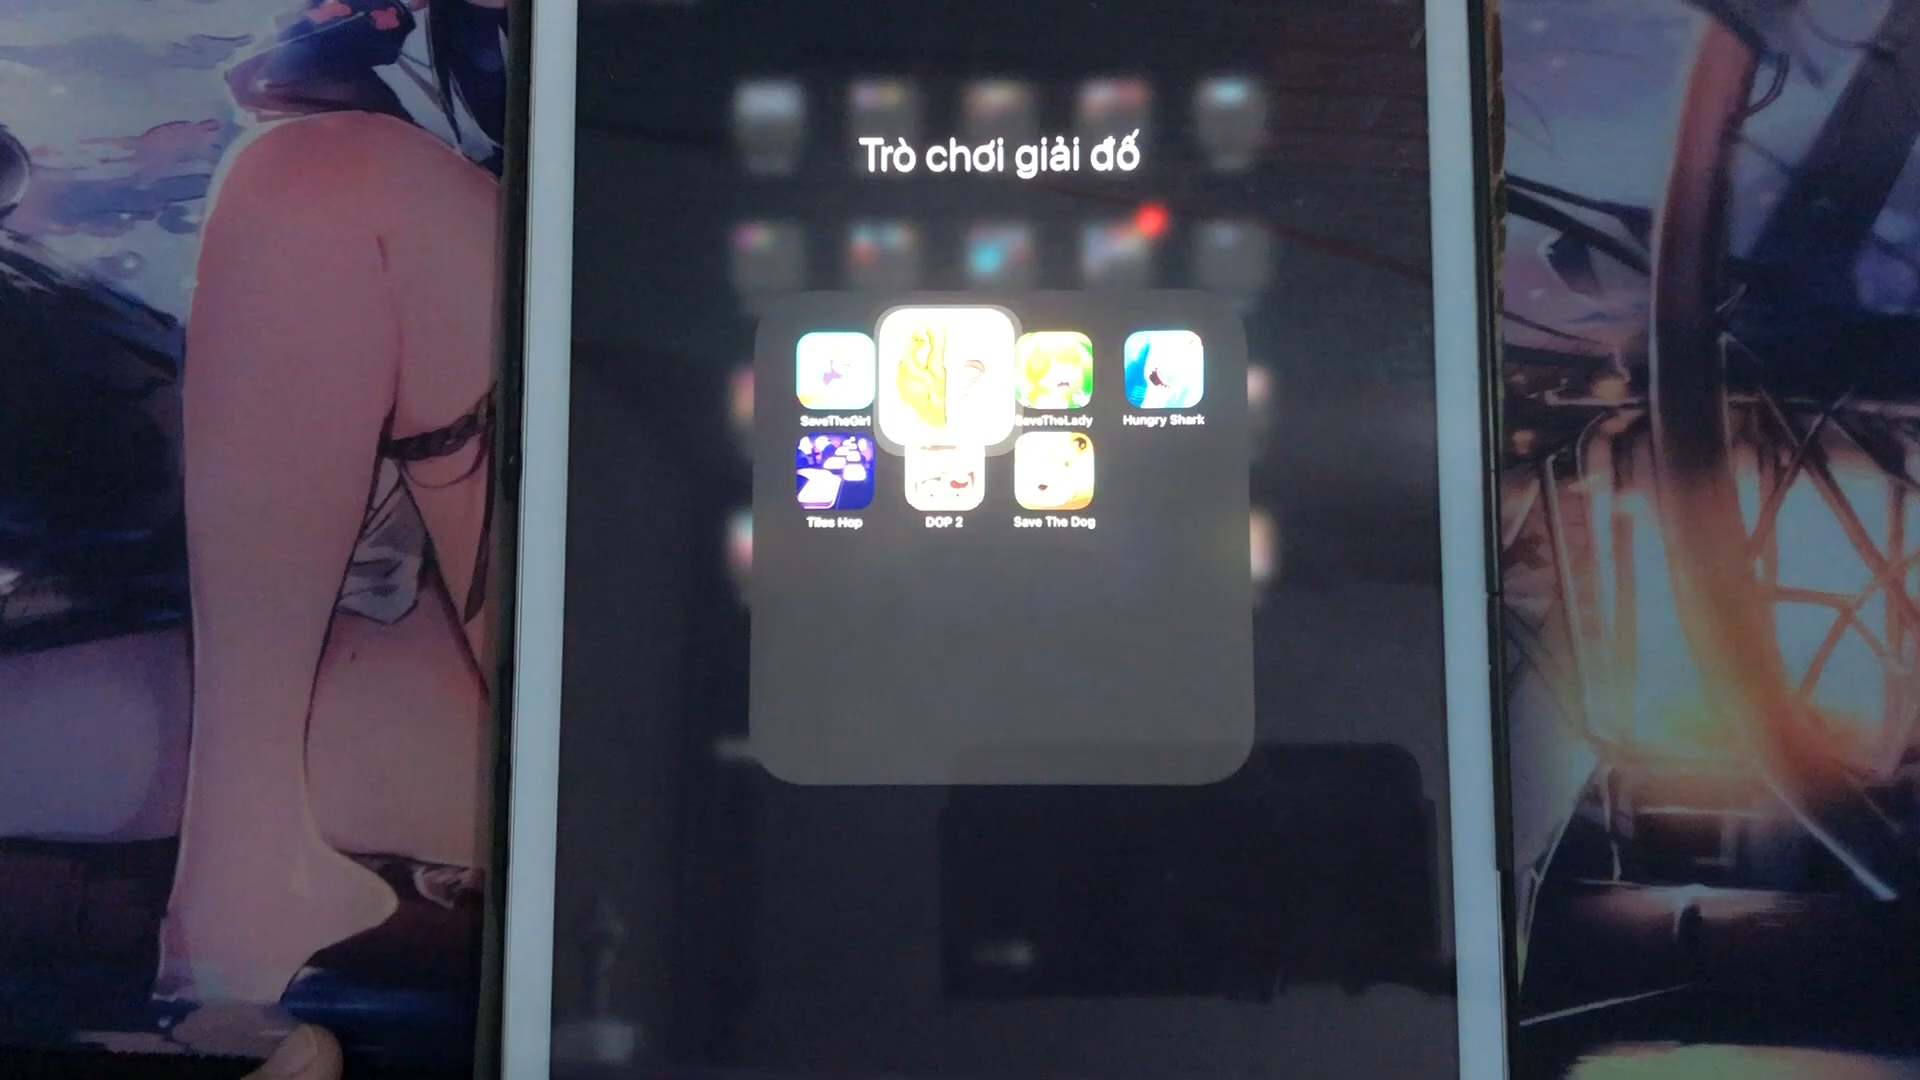 Trò chơi giải đố
SaveTheGirl
SaveTheLady
Hungry Shark
Tiles Hop
DOP 2
Save The Dog